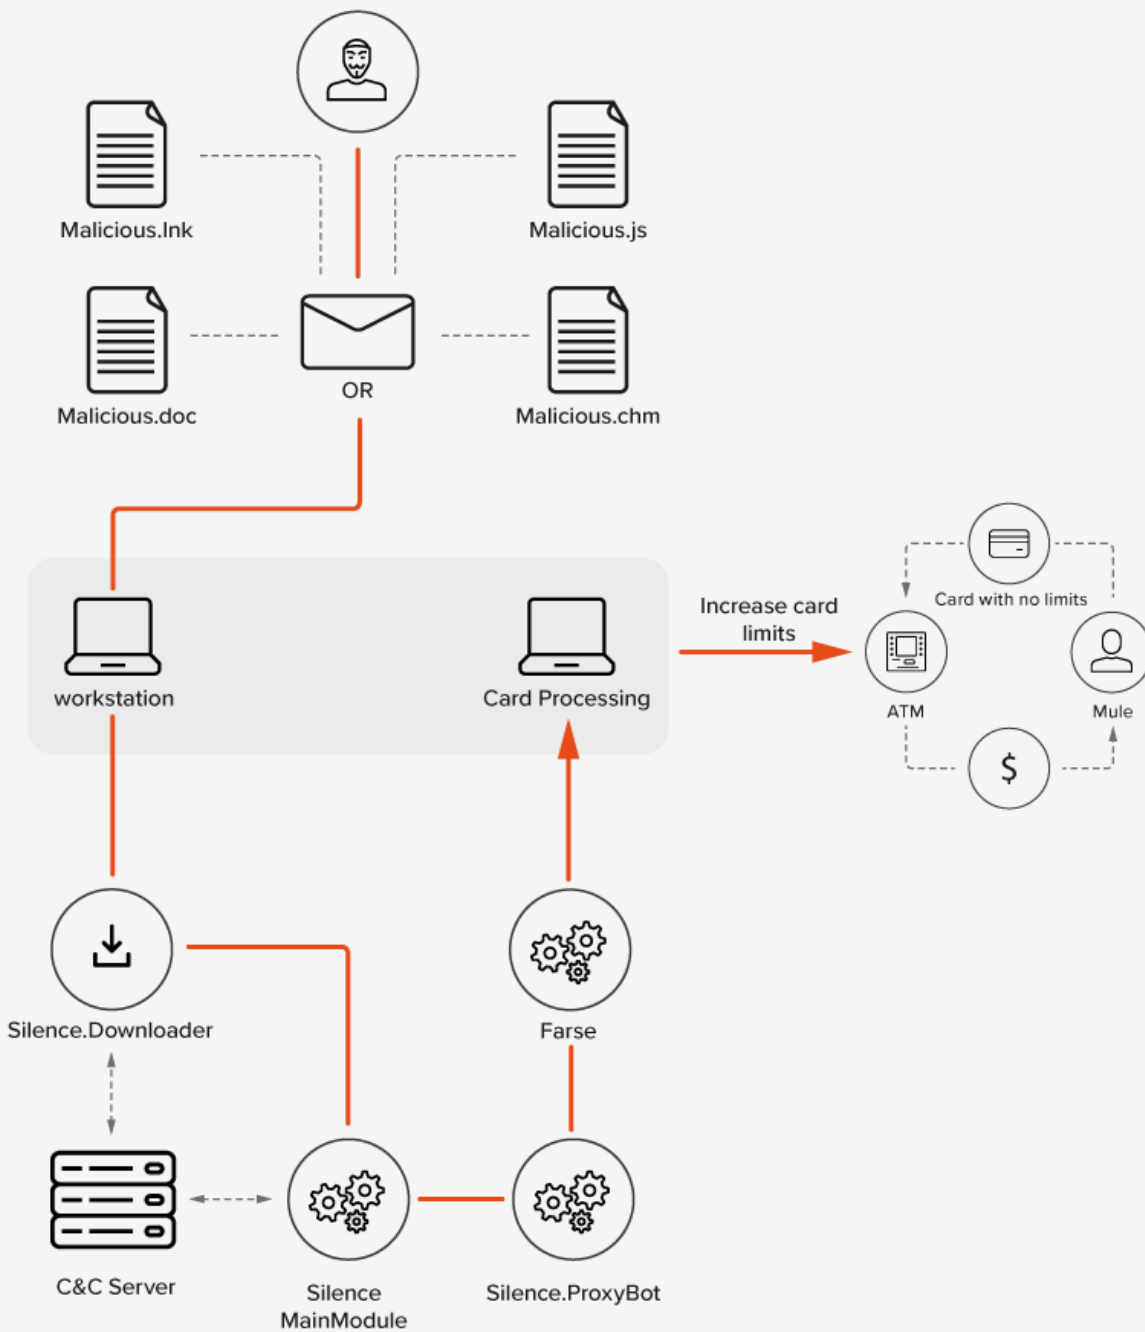 Malicious.lnk
Malicious.js
Malicious.doc
OR
Malicious.chm
workstation
Card Processing
Increase card
limits
Card with no limits
ATM
Mule
$
Silence.Downloader
Farse
C&C Server
Silence
MainModule
Silence.ProxyBot